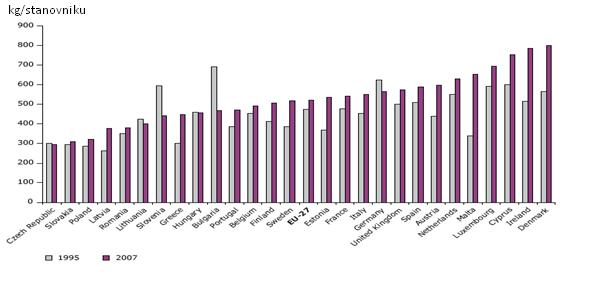 kg/stanovniku
900
800
700
600
500
400
300
200
100
0
Czech Republic
Slovakia
Poland
Latvia
Romania
Lithuania
Slovenia
Greece
Hungary
Bulgaria
Portugal
Belgium
Finland
Sweden
EU-27
Estonia
France
Italy
Germany
United Kingdom
Spain
Austria
Netherlands
Malta
Luxembourg
Cyprus
Ireland
Denmark
1995 2007